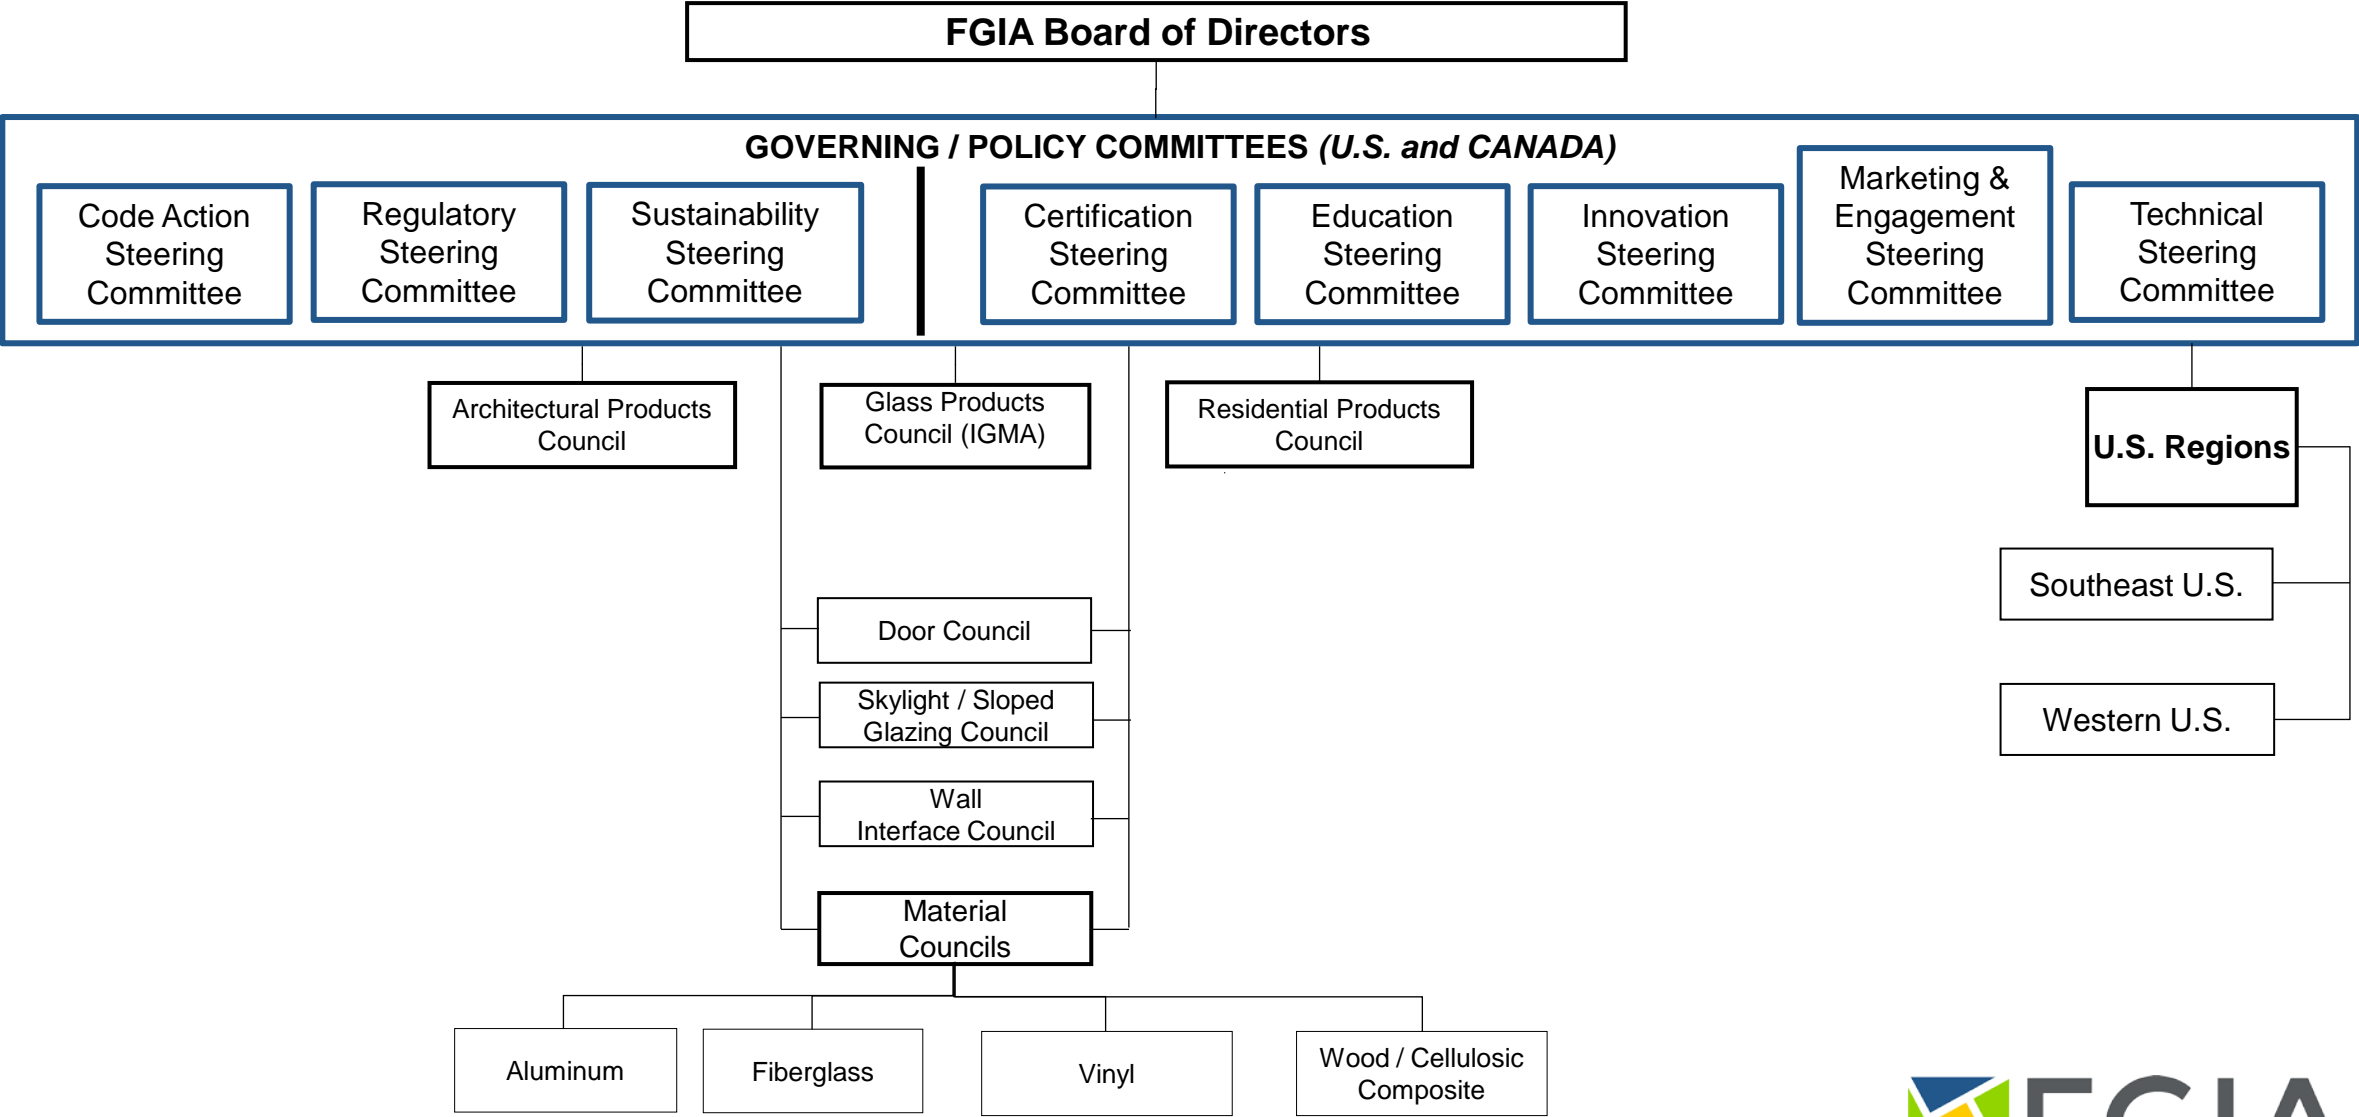 FGIA Board of Directors
GOVERNING / POLICY COMMITTEES (U.S. and CANADA)
Code Action
Steering
Committee
Regulatory
Steering
Committee
Sustainability
Steering
Committee
Certification
Steering
Committee
Education
Steering
Committee
Innovation
Steering
Committee
Marketing &
Engagement
Steering
Committee
Technical
Steering
Committee
Architectural Products
Council
Glass Products
Council (IGMA)
Residential Products
Council
U.S. Regions
Southeast U.S.
Western U.S.
Door Council
Skylight / Sloped
Glazing Council
Wall
Interface Council
Material
Councils
Aluminum
Fiberglass
Vinyl
Wood / Cellulosic
Composite
FGIA